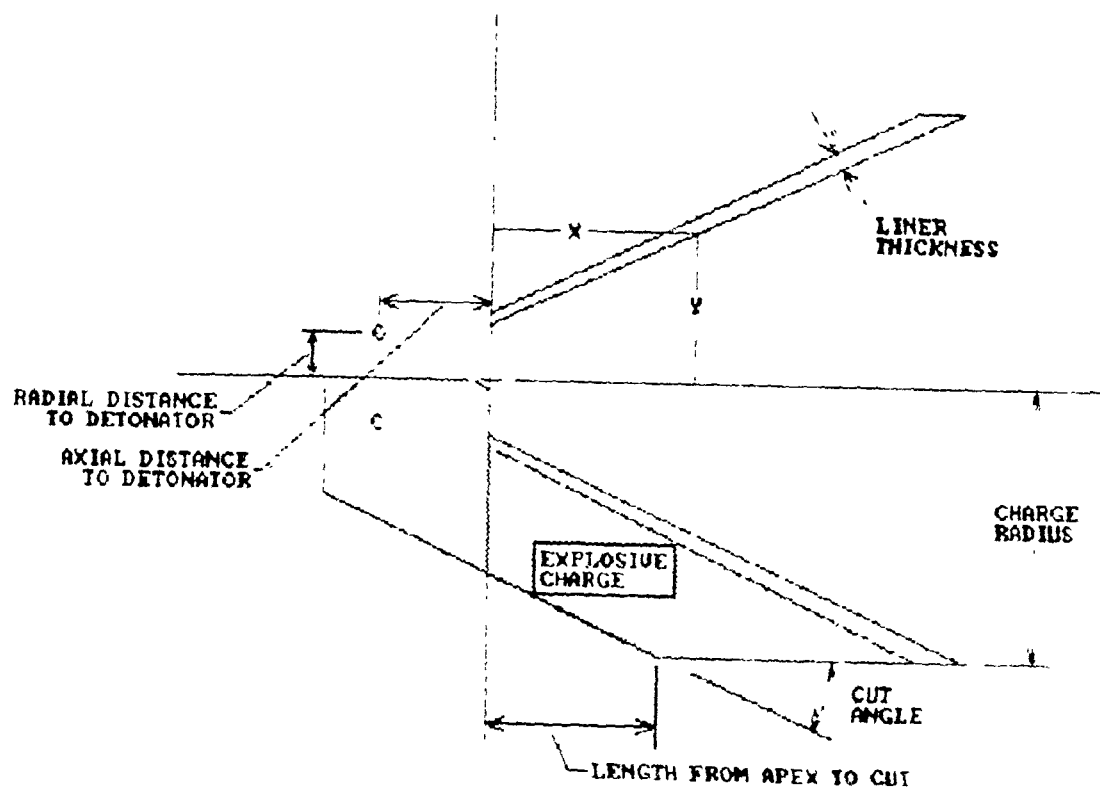 X
LINER
THICKNESS
Y
RADIAL DISTANCE
TO DETONATOR
AXIAL DISTANCE
TO DETONATOR
EXPLOSIVE
CHARGE
CHARGE
RADIUS
CUT
ANGLE
LENGTH FROM APEX TO CUT